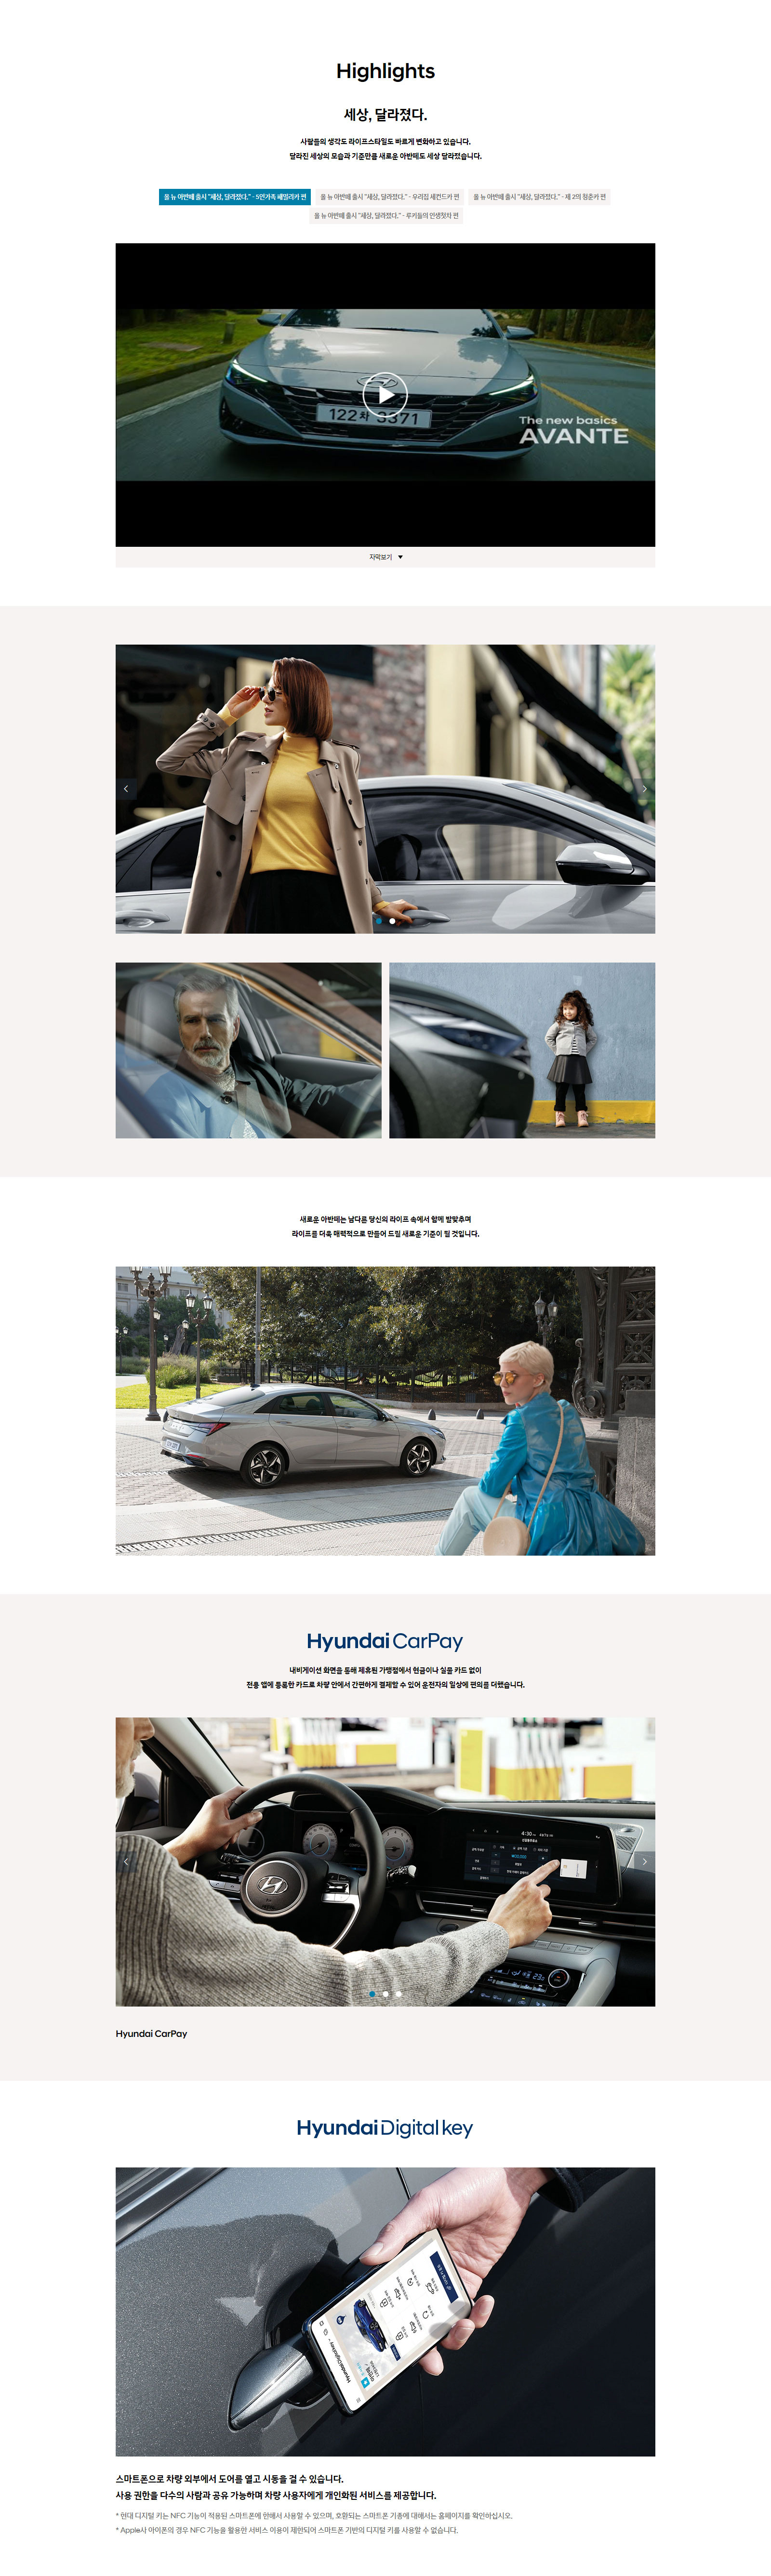 Highlights
세상, 달라졌다.
사람들의 생각도 라이프스타일도 빠르게 변화하고 있습니다.
달라진 세상의 모습과 기준만큼 새로운 아반떼도 세상 달라졌습니다.
올 뉴 아반떼 출시 "세상, 달라졌다." - 5인가족 패밀리카 편
올 뉴 아반떼 출시 "세상, 달라졌다." - 우리집 세컨드카 편
올 뉴 아반떼 출시 "세상, 달라졌다." - 제 2의 청춘카 편
올 뉴 아반떼 출시 "세상, 달라졌다." - 루키들의 인생첫차 편
122차 3371
The new basics
AVANTE
자막보기
새로운 아반떼는 남다른 당신의 라이프 속에서 함께 발맞추며
라이프를 더욱 매력적으로 만들어 드릴 새로운 기준이 될 것입니다.
Hyundai CarPay
내비게이션 화면을 통해 제휴된 가맹점에서 현금이나 실물 카드 없이
전용 앱에 등록한 카드로 차량 안에서 간편하게 결제할 수 있어 운전자의 일상에 편의를 더했습니다.
4:30
23.0
Hyundai CarPay
Hyundai Digital key
Hyundai Digital Key
스마트폰으로 차량 외부에서 도어를 열고 시동을 걸 수 있습니다.
사용 권한을 다수의 사람과 공유 가능하며 차량 사용자에게 개인화된 서비스를 제공합니다.
* 현대 디지털 키는 NFC 기능이 적용된 스마트폰에 한해서 사용할 수 있으며, 호환되는 스마트폰 기종에 대해서는 홈페이지를 확인하십시오.
* Apple사 아이폰의 경우 NFC 기능을 활용한 서비스 이용이 제한되어 스마트폰 기반의 디지털 키를 사용할 수 없습니다.